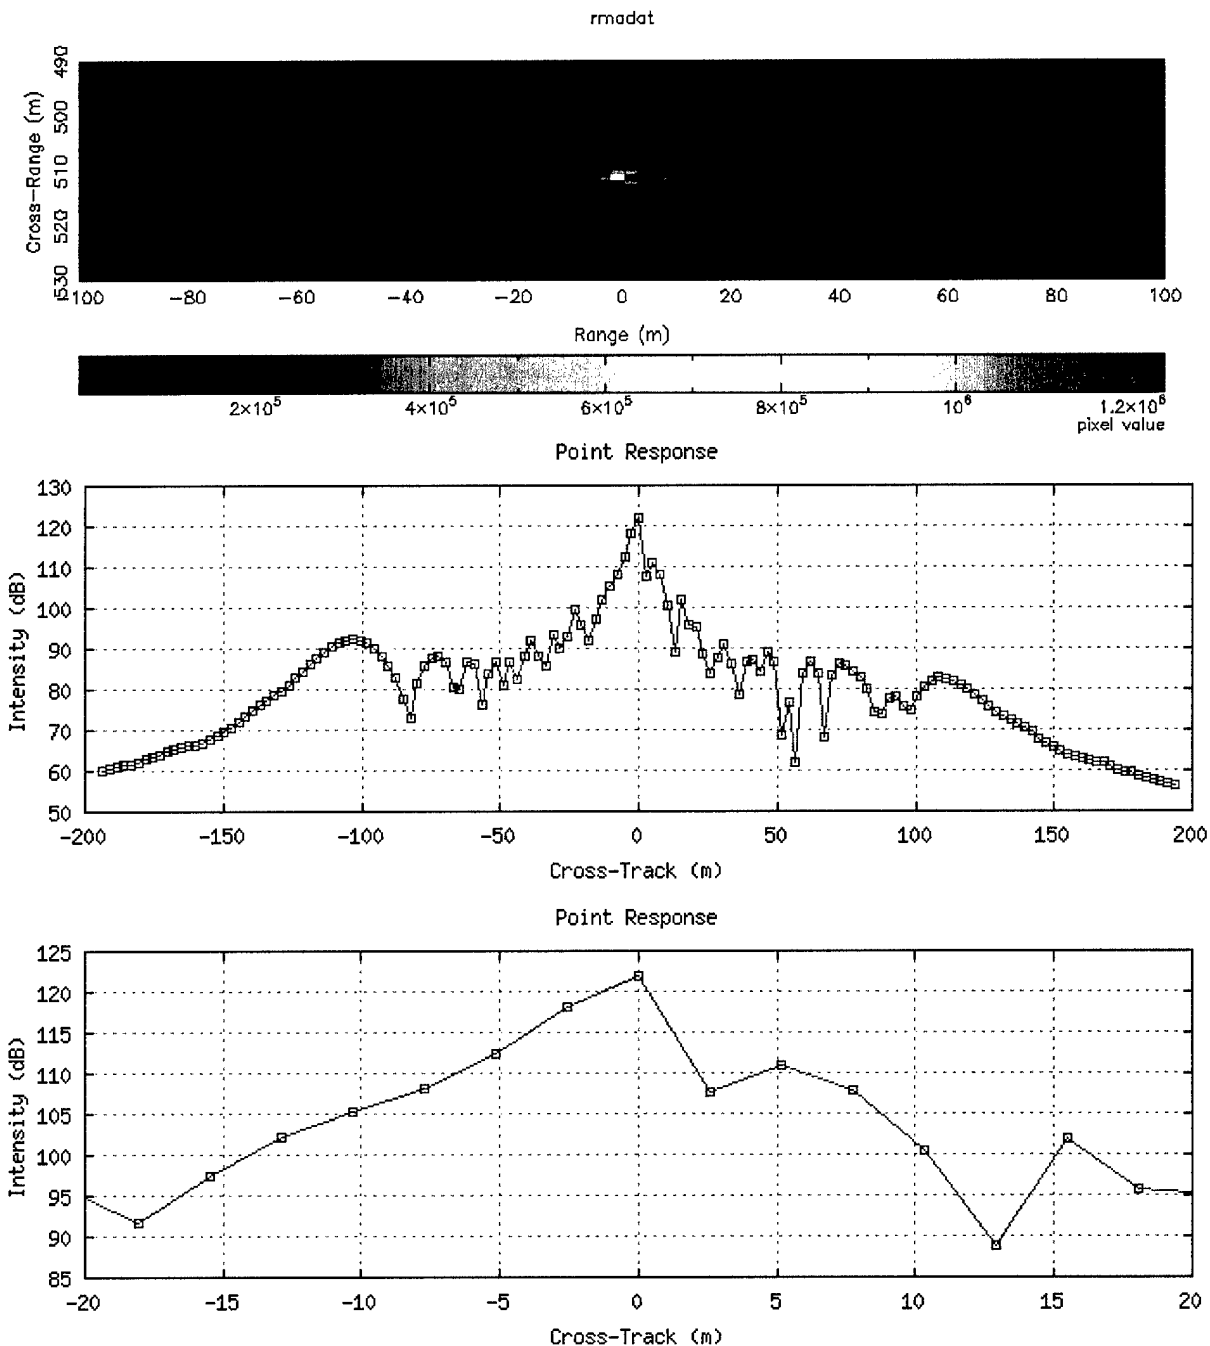 rmadat
Cross-Range (m)
490
500
510
520
530
-100 -80 -60 -40 -20 0 20 40 60 80 100
Range (m)
2×10⁵ 4×10⁵ 6×10⁵ 8×10⁵ 10⁶ 1.2×10⁶
pixel value
Point Response
Intensity (dB)
130
120
110
100
90
80
70
60
50
-200 -150 -100 -50 0 50 100 150 200
Cross-Track (m)
Point Response
Intensity (dB)
125
120
115
110
105
100
95
90
85
-20 -15 -10 -5 0 5 10 15 20
Cross-Track (m)